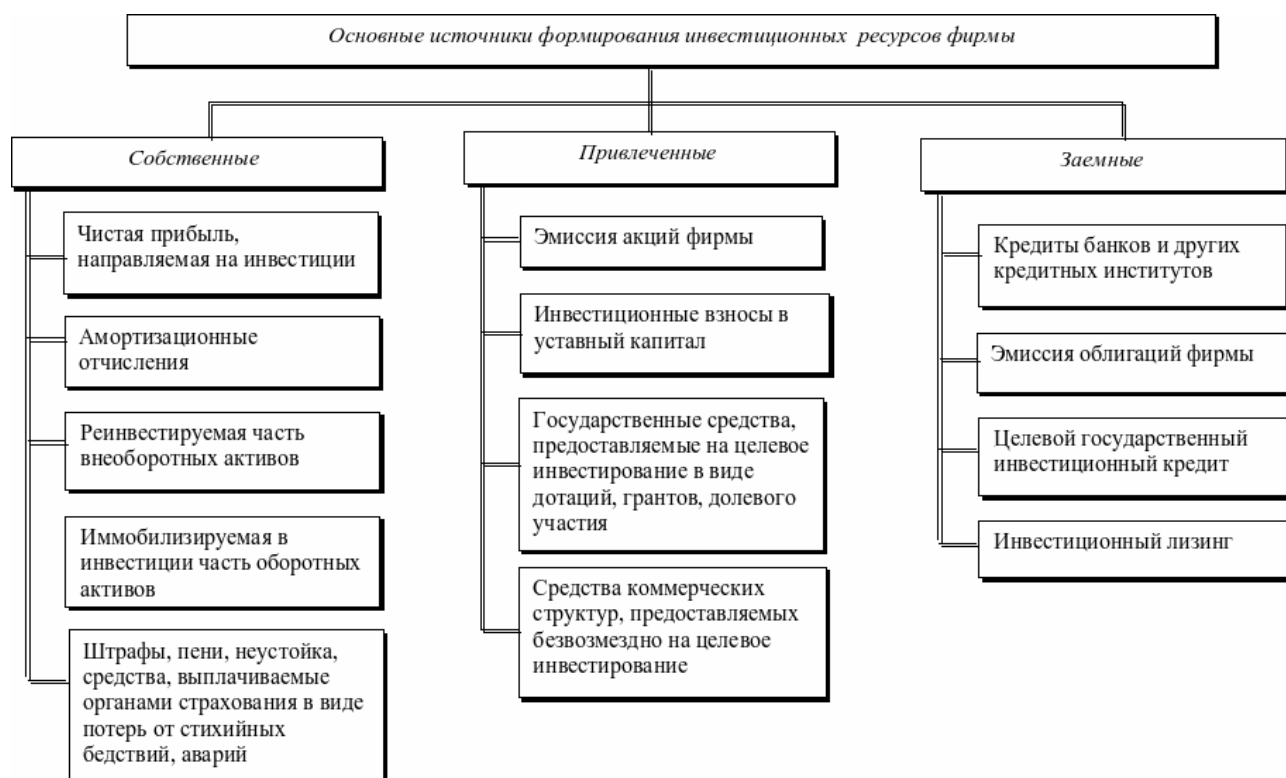 Основные источники формирования инвестиционных ресурсов фирмы
Собственные
Чистая прибыль,
направляемая на инвестиции
Амортизационные
отчисления
Реинвестируемая часть
внеоборотных активов
Иммобилизируемая в
инвестиции часть оборотных
активов
Штрафы, пени, неустойка,
средства, выплачиваемые
органами страхования в виде
потерь от стихийных
бедствий, аварий
Привлеченные
Эмиссия акций фирмы
Инвестиционные взносы в
уставный капитал
Государственные средства,
предоставляемые на целевое
инвестирование в виде
дотаций, грантов, долевого
участия
Средства коммерческих
структур, предоставляемых
безвозмездно на целевое
инвестирование
Заемные
Кредиты банков и других
кредитных институтов
Эмиссия облигаций фирмы
Целевой государственный
инвестиционный кредит
Инвестиционный лизинг